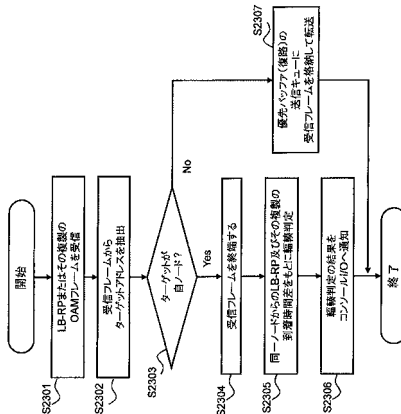 開始
S2301
LB-RPまたはその複製の
OAMフレームを受信
S2302
受信フレームから
ターゲットアドレスを抽出
S2303
ターゲットが
自ノード?
No
Yes
S2304
受信フレームを終端する
S2305
同一ノードからのLB-RP及びその複製の
到着時間差をもとに輻輳判定
S2306
輻輳判定の結果を
コンソールI/Oへ通知
S2307
優先バッファ(復路)の
送信キューに
受信フレームを格納して転送
終了